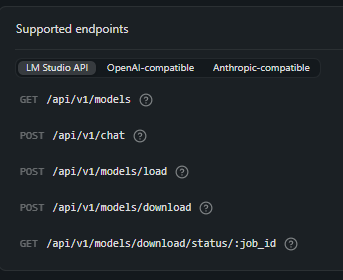 Supported endpoints
LM Studio API OpenAI-compatible Anthropic-compatible
GET /api/v1/models ?
POST /api/v1/chat ?
POST /api/v1/models/load ?
POST /api/v1/models/download ?
GET /api/v1/models/download/status/:job_id ?